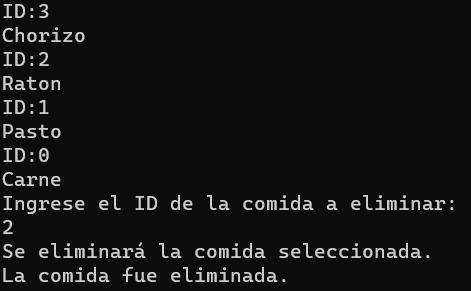 ID:3
Chorizo
ID:2
Raton
ID:1
Pasto
ID:0
Carne
Ingrese el ID de la comida a eliminar:
2
Se eliminará la comida seleccionada.
La comida fue eliminada.